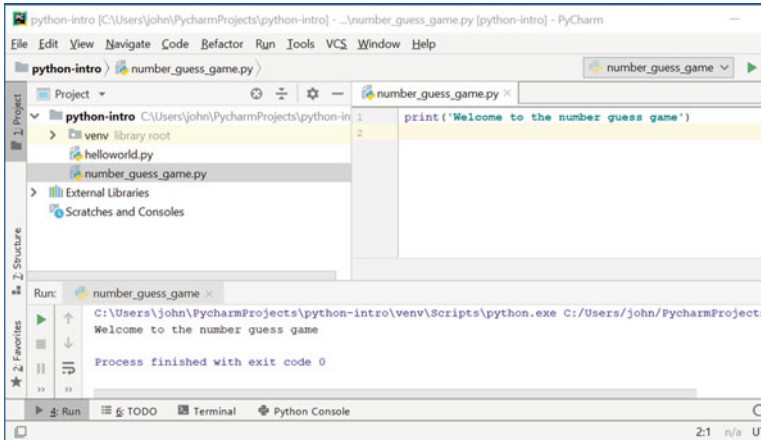 python-intro [C:\Users\john\PycharmProjects\python-intro] - ...\number_guess_game.py [python-intro] - PyCharm
File Edit View Navigate Code Refactor Run Tools VCS Window Help
python-intro number_guess_game.py number_guess_game
1: Project
Project
number_guess_game.py
python-intro C:\Users\john\PycharmProjects\python-in
venv library root
helloworld.py
number_guess_game.py
External Libraries
Scratches and Consoles
1 print('Welcome to the number guess game')
2
Z: Structure
2: Favorites
Run: number_guess_game
C:\Users\john\PycharmProjects\python-intro\venv\Scripts\python.exe C:/Users/john/PycharmProjects
Welcome to the number guess game
Process finished with exit code 0
4: Run 6: TODO Terminal Python Console
2:1 n/a U